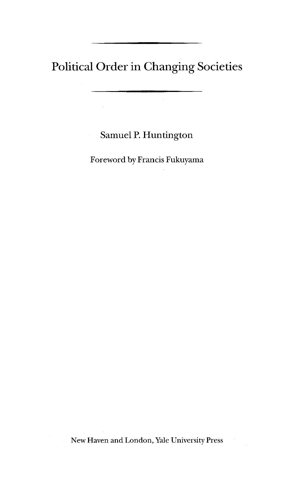 Political Order in Changing Societies
Samuel P. Huntington
Foreword by Francis Fukuyama
New Haven and London, Yale University Press